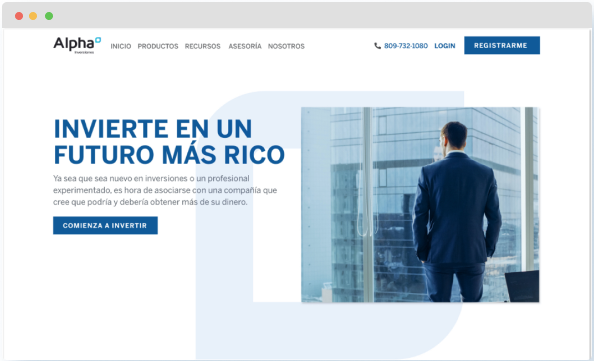 Alpha
INICIO PRODUCTOS RECURSOS ASESORÍA NOSOTROS
809-732-1080 LOGIN REGISTRARME
INVIERTE EN UN
FUTURO MÁS RICO
Ya sea que sea nuevo en inversiones o un profesional
experimentado, es hora de asociarse con una compañía que
cree que podría y debería obtener más de su dinero.
COMIENZA A INVERTIR